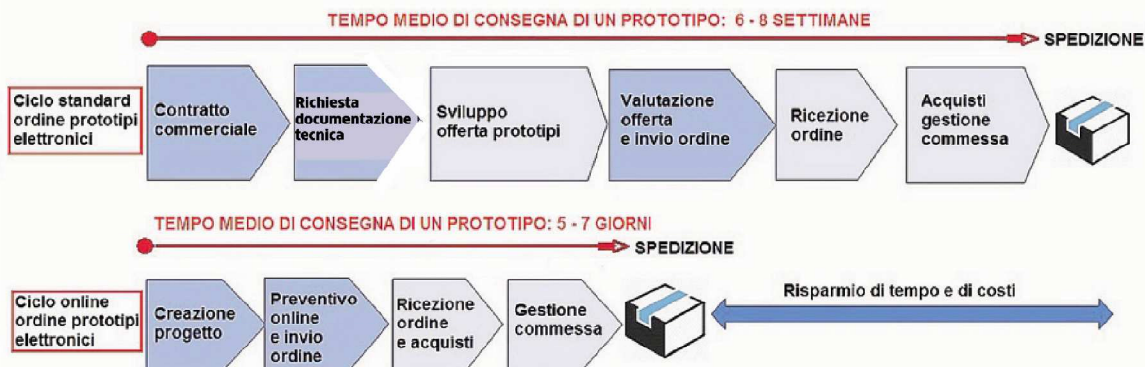 TEMPO MEDIO DI CONSEGNA DI UN PROTOTIPO: 6 - 8 SETTIMANE
SPEDIZIONE
Ciclo standard
ordine prototipi
elettronici
Contratto
commerciale
Richiesta
documentazione
tecnica
Sviluppo
offerta prototipi
Valutazione
offerta
e invio ordine
Ricezione
ordine
Acquisti
gestione
commessa
TEMPO MEDIO DI CONSEGNA DI UN PROTOTIPO: 5 - 7 GIORNI
SPEDIZIONE
Ciclo online
ordine prototipi
elettronici
Creazione
progetto
Preventivo
online
e invio
ordine
Ricezione
ordine
e acquisti
Gestione
commessa
Risparmio di tempo e di costi